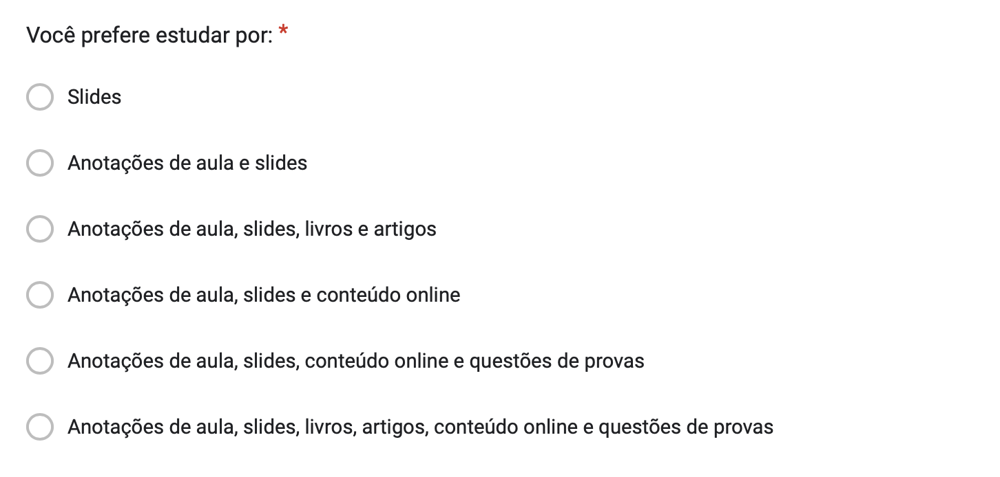 Você prefere estudar por: *
Slides
Anotações de aula e slides
Anotações de aula, slides, livros e artigos
Anotações de aula, slides e conteúdo online
Anotações de aula, slides, conteúdo online e questões de provas
Anotações de aula, slides, livros, artigos, conteúdo online e questões de provas